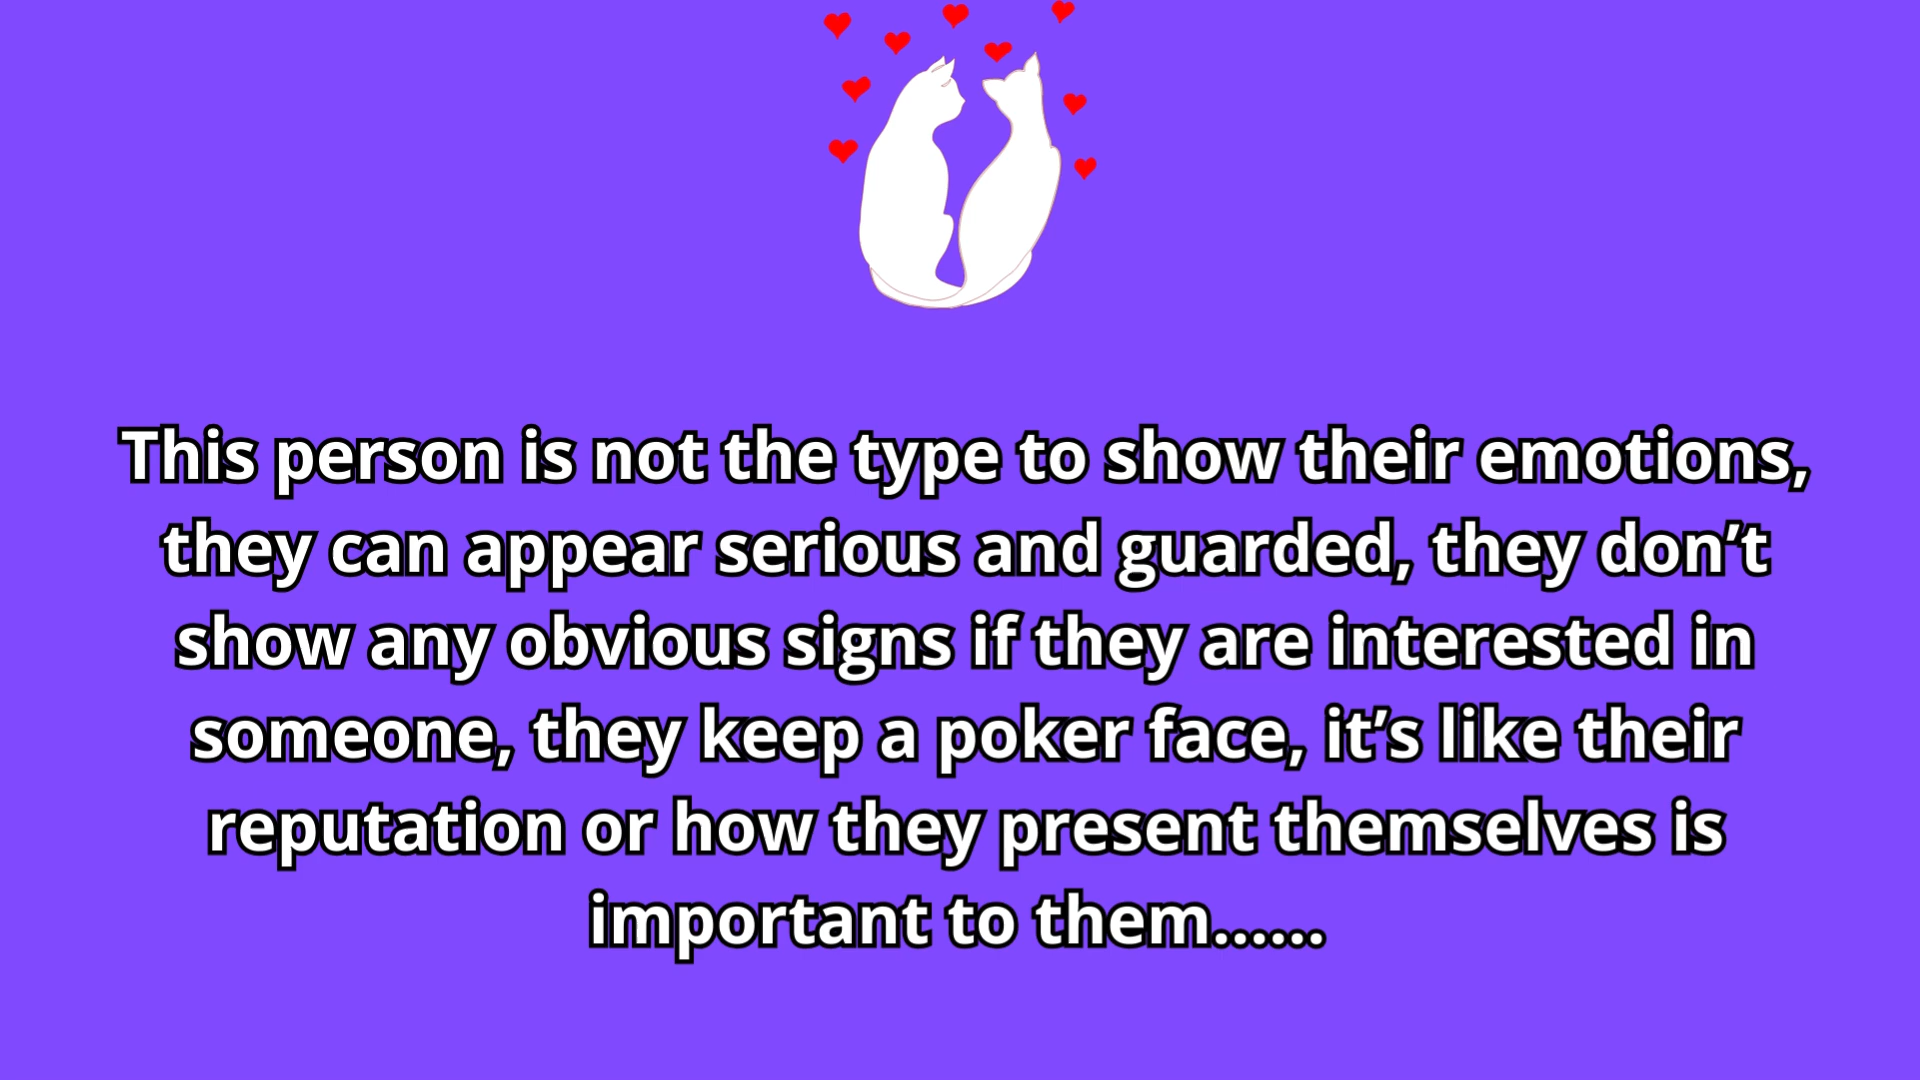 This person is not the type to show their emotions,
they can appear serious and guarded, they don’t
show any obvious signs if they are interested in
someone, they keep a poker face, it’s like their
reputation or how they present themselves is
important to them......